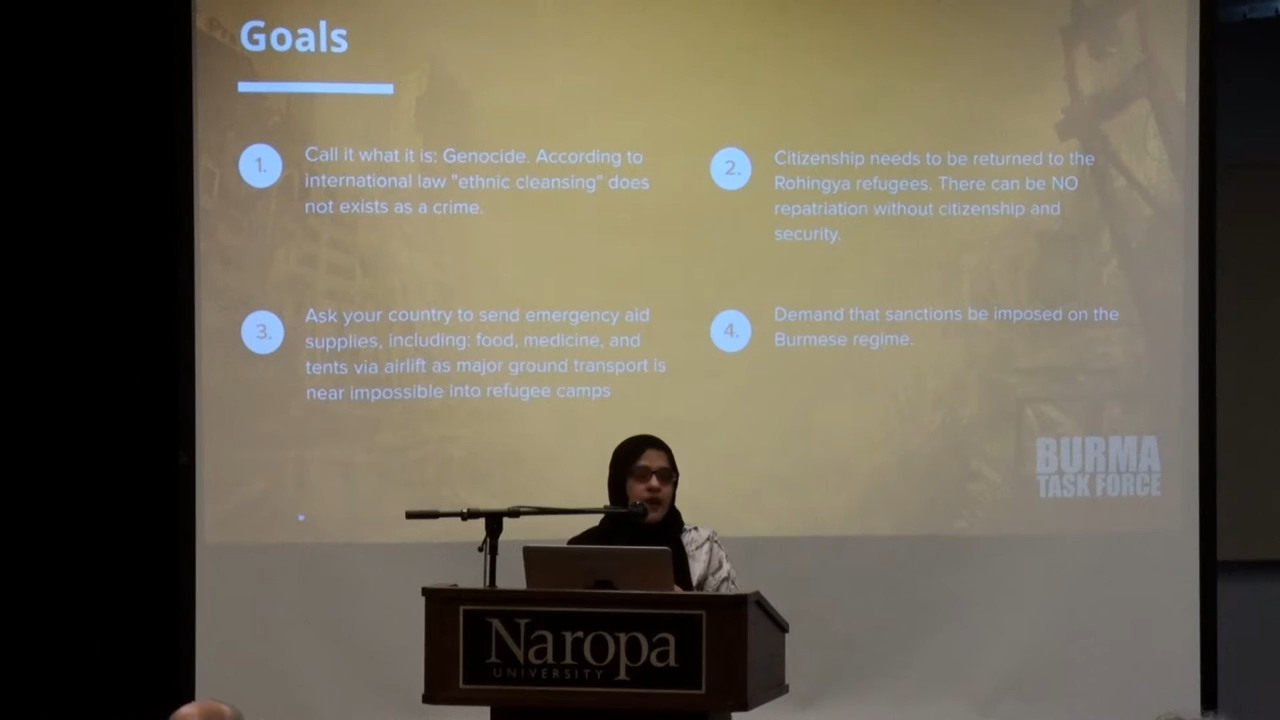 Goals
1.
Call it what it is: Genocide. According to
international law "ethnic cleansing" does
not exists as a crime.
2.
Citizenship needs to be returned to the
Rohingya refugees. There can be NO
repatriation without citizenship and
security.
3.
Ask your country to send emergency aid
supplies, including: food, medicine, and
tents via airlift as major ground transport is
near impossible into refugee camps
4.
Demand that sanctions be imposed on the
Burmese regime.
BURMA
TASK FORCE
Naropa
UNIVERSITY